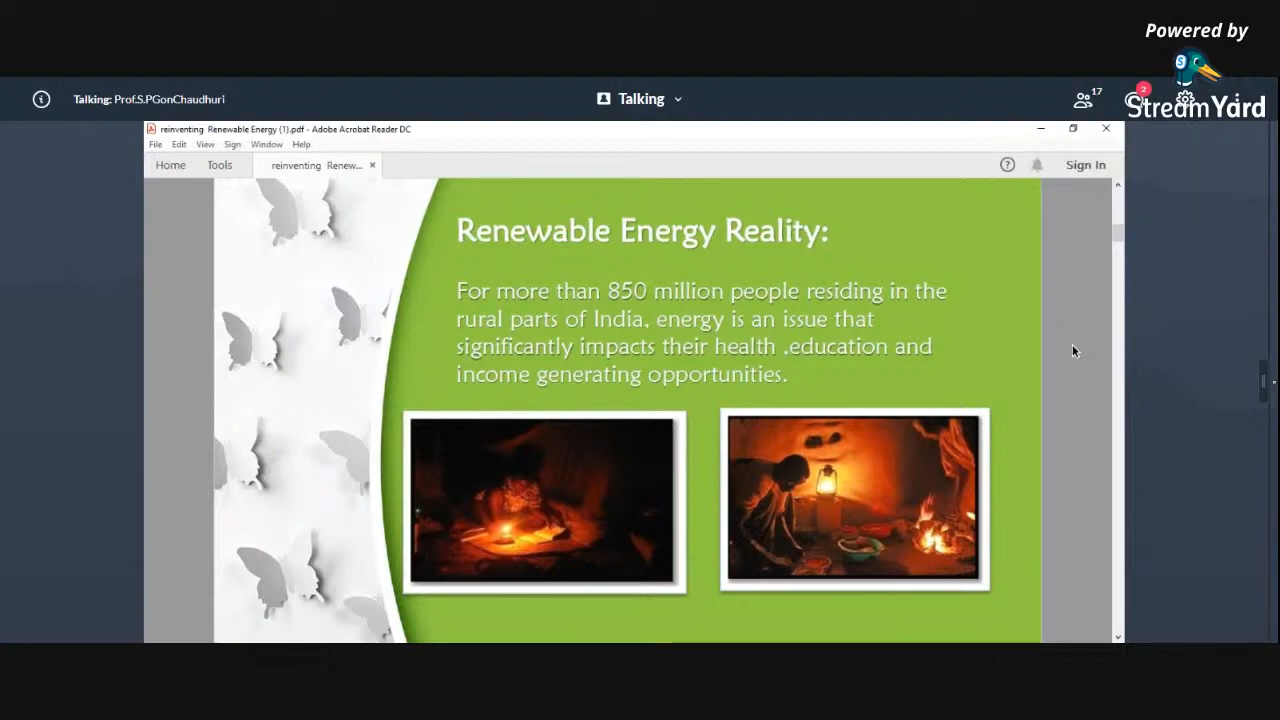 Powered by
StreamYard
Talking: Prof.S.PGonChaudhuri
Talking
17
2
reinventing Renewable Energy (1).pdf - Adobe Acrobat Reader DC
File Edit View Sign Window Help
Home Tools reinventing Renew... Sign In
Renewable Energy Reality:
For more than 850 million people residing in the
rural parts of India, energy is an issue that
significantly impacts their health ,education and
income generating opportunities.